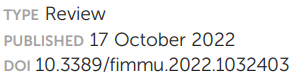 TYPE Review
PUBLISHED 17 October 2022
DOI 10.3389/fimmu.2022.1032403